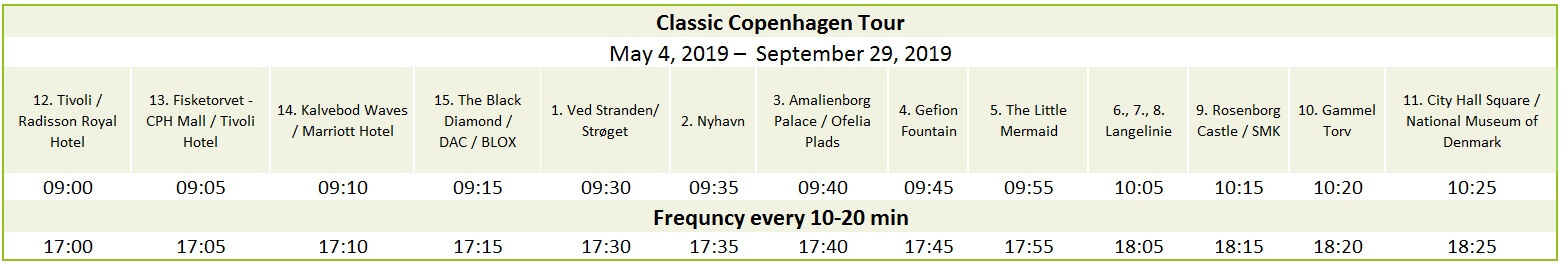 Classic Copenhagen Tour
May 4, 2019 – September 29, 2019
12. Tivoli /
Radisson Royal
Hotel
13. Fisketorvet -
CPH Mall / Tivoli
Hotel
14. Kalvebod Waves
/ Marriott Hotel
15. The Black
Diamond /
DAC / BLOX
1. Ved Stranden/
Strøget
2. Nyhavn
3. Amalienborg
Palace / Ofelia
Plads
4. Gefion
Fountain
5. The Little
Mermaid
6., 7., 8.
Langelinie
9. Rosenborg
Castle / SMK
10. Gammel
Torv
11. City Hall Square /
National Museum of
Denmark
09:00 09:05 09:10 09:15 09:30 09:35 09:40 09:45 09:55 10:05 10:15 10:20 10:25
Frequncy every 10-20 min
17:00 17:05 17:10 17:15 17:30 17:35 17:40 17:45 17:55 18:05 18:15 18:20 18:25